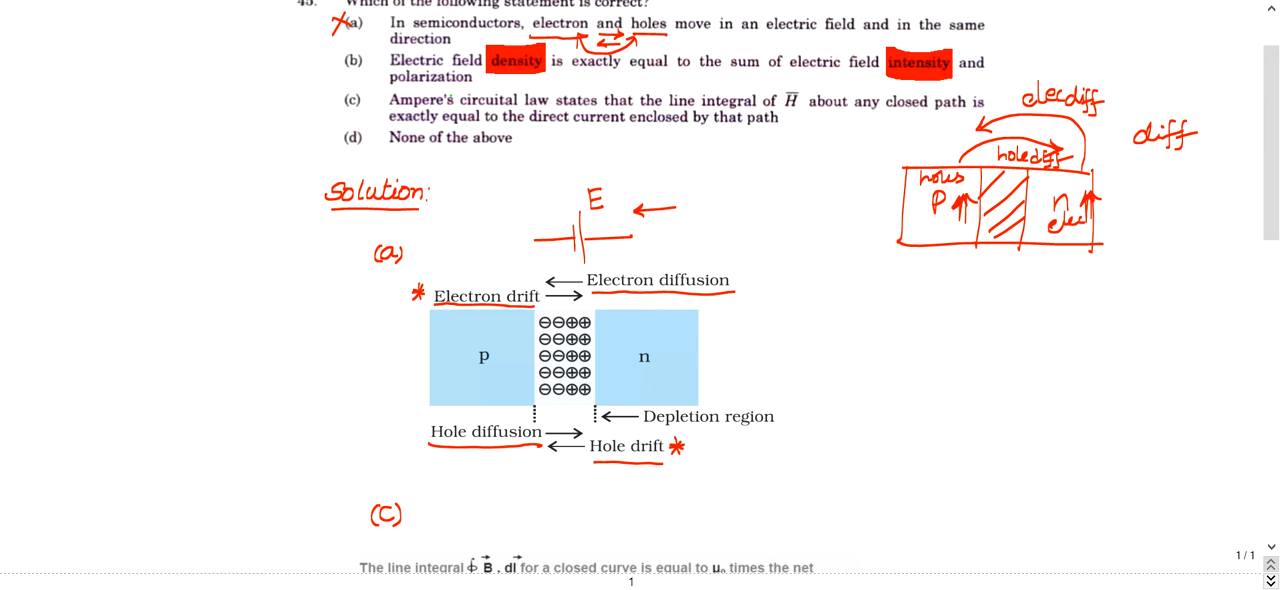 45. Which of the following statement is correct?
(a) In semiconductors, electron and holes move in an electric field and in the same
direction
(b) Electric field density is exactly equal to the sum of electric field intensity and
polarization
(c) Ampere's circuital law states that the line integral of H̅ about any closed path is
exactly equal to the direct current enclosed by that path
(d) None of the above
elecdiff
diff
holediff
holes
P
n
elec
Solution:
E
(a)
← Electron diffusion
* Electron drift →
⊖⊖⊕⊕
⊖⊖⊕⊕
p ⊖⊖⊕⊕ n
⊖⊖⊕⊕
⊖⊖⊕⊕
← Depletion region
Hole diffusion →
← Hole drift *
(C)
The line integral ∮ B⃗ . dl⃗ for a closed curve is equal to μ₀ times the net
1 / 1
1